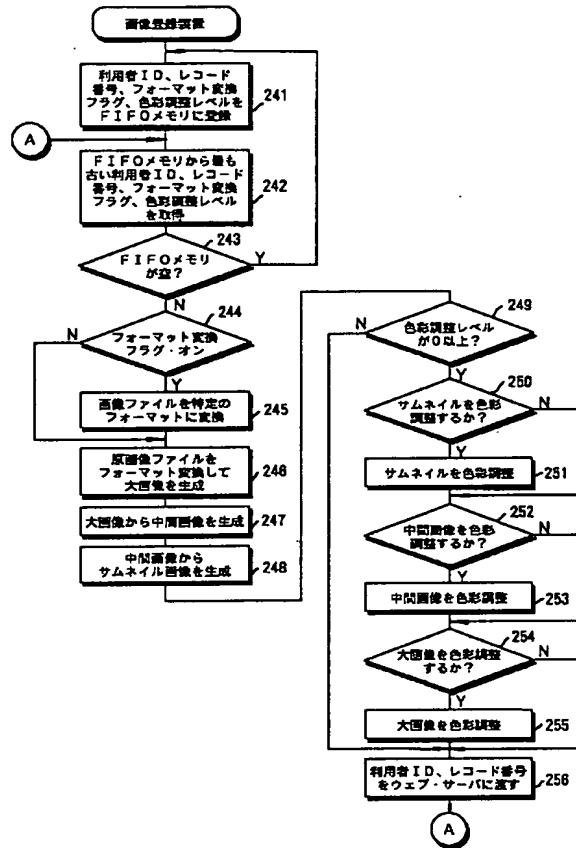 画像登録装置
利用者ＩＤ、レコード
番号、フォーマット変換
フラグ、色彩調整レベルを
ＦＩＦＯメモリに登録
241
A
ＦＩＦＯメモリから最も
古い利用者ＩＤ、レコード
番号、フォーマット変換
フラグ、色彩調整レベル
を取得
242
243
ＦＩＦＯメモリ
が空？
Y
N
244
N
フォーマット変換
フラグ・オン
Y
画像ファイルを特定の
フォーマットに変換
245
原画像ファイルを
フォーマット変換して
大画像を生成
246
大画像から中間画像を生成
247
中間画像から
サムネイル画像を生成
248
249
N
色彩調整レベル
が０以上？
Y
250
サムネイルを色彩
調整するか？
N
Y
サムネイルを色彩調整
251
252
中間画像を色彩
調整するか？
N
Y
中間画像を色彩調整
253
254
大画像を色彩調整
するか？
N
Y
大画像を色彩調整
255
利用者ＩＤ、レコード番号
をウェブ・サーバに渡す
256
A